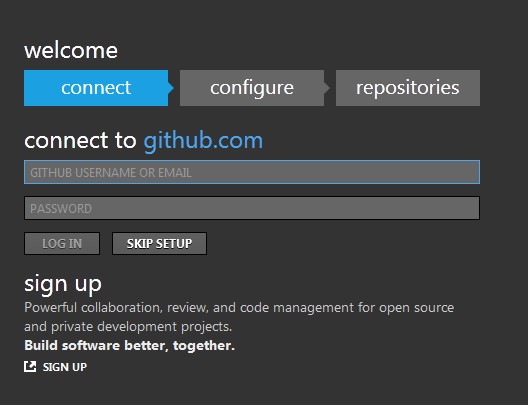 welcome
connect configure repositories
connect to github.com
GITHUB USERNAME OR EMAIL
PASSWORD
LOG IN SKIP SETUP
sign up
Powerful collaboration, review, and code management for open source
and private development projects.
Build software better, together.
SIGN UP